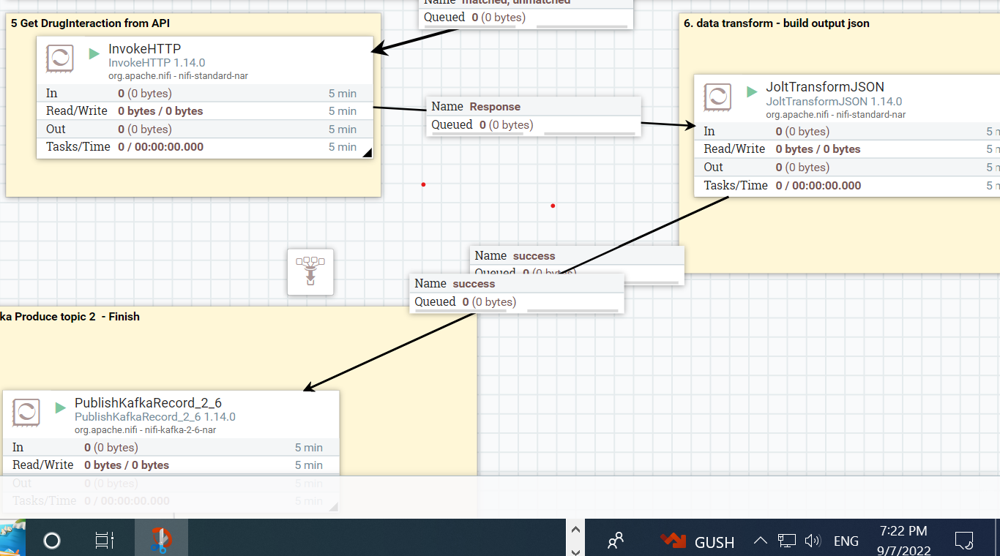 Name matched, unmatched
Queued 0 (0 bytes)
5 Get DrugInteraction from API
InvokeHTTP
InvokeHTTP 1.14.0
org.apache.nifi - nifi-standard-nar
In 0 (0 bytes) 5 min
Read/Write 0 bytes / 0 bytes 5 min
Out 0 (0 bytes) 5 min
Tasks/Time 0 / 00:00:00.000 5 min
Name Response
Queued 0 (0 bytes)
6. data transform - build output json
JoltTransformJSON
JoltTransformJSON 1.14.0
org.apache.nifi - nifi-standard-nar
In 0 (0 bytes) 5
Read/Write 0 bytes / 0 bytes 5
Out 0 (0 bytes) 5
Tasks/Time 0 / 00:00:00.000 5
Name success
Queued 0 (0 bytes)
Name success
Queued 0 (0 bytes)
ka Produce topic 2 - Finish
PublishKafkaRecord_2_6
PublishKafkaRecord_2_6 1.14.0
org.apache.nifi - nifi-kafka-2-6-nar
In 0 (0 bytes) 5 min
Read/Write 0 bytes / 0 bytes 5 min
Out 0 (0 bytes) 5 min
Tasks/Time 0 / 00:00:00.000 5 min
GUSH
ENG
7:22 PM
9/7/2022